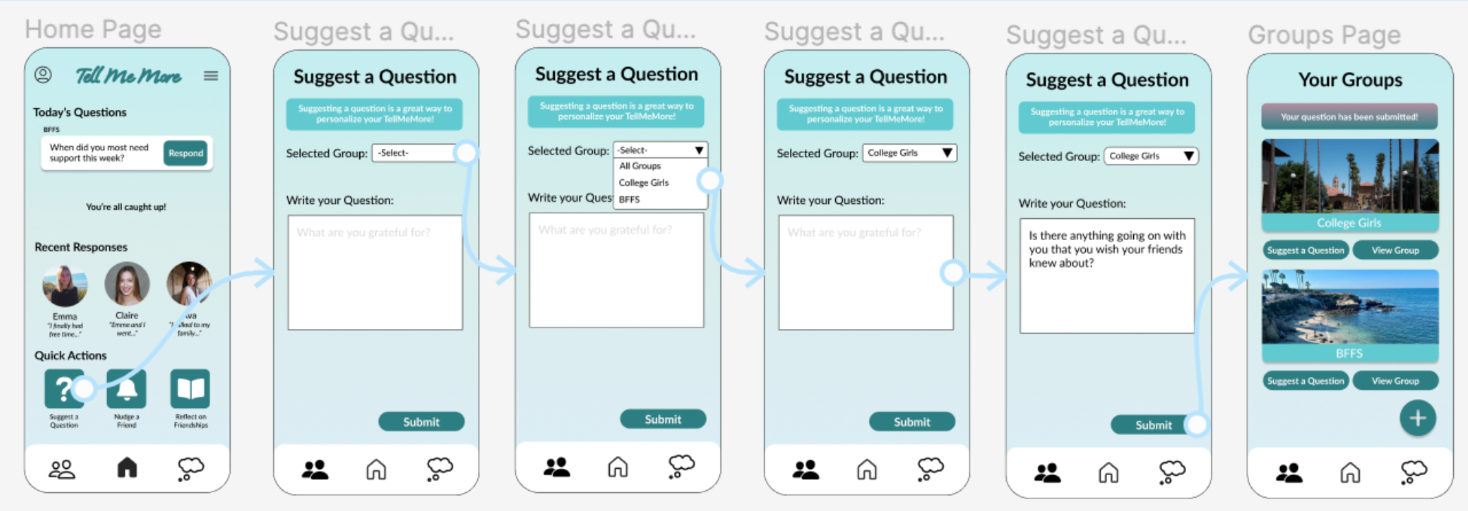 Home Page
Tell Me More
Today's Questions
BFFS
When did you most need
support this week?
Respond
You're all caught up!
Recent Responses
Emma
"I finally had
free time..."
Claire
"Emme and I
went..."
family..."
Quick Actions
Suggest a
Question
Nudge a
Friend
Reflect on
Friendships
Suggest a Qu...
Suggest a Question
Suggesting a question is a great way to
personalize your TellMeMore!
Selected Group:
-Select-
Write your Question:
What are you grateful for?
Submit
Suggest a Qu...
Suggest a Question
Suggesting a question is a great way to
personalize your TellMeMore!
Selected Group:
-Select-
All Groups
College Girls
BFFS
Write your Ques
What are you grateful for?
Submit
Suggest a Qu...
Suggest a Question
Suggesting a question is a great way to
personalize your TellMeMore!
Selected Group:
College Girls
Write your Question:
What are you grateful for?
Submit
Suggest a Qu...
Suggest a Question
Suggesting a question is a great way to
personalize your TellMeMore!
Selected Group:
College Girls
Write your Question:
Is there anything going on with
you that you wish your friends
knew about?
Submit
Groups Page
Your Groups
Your question has been submitted!
College Girls
Suggest a Question
View Group
BFFS
Suggest a Question
View Group